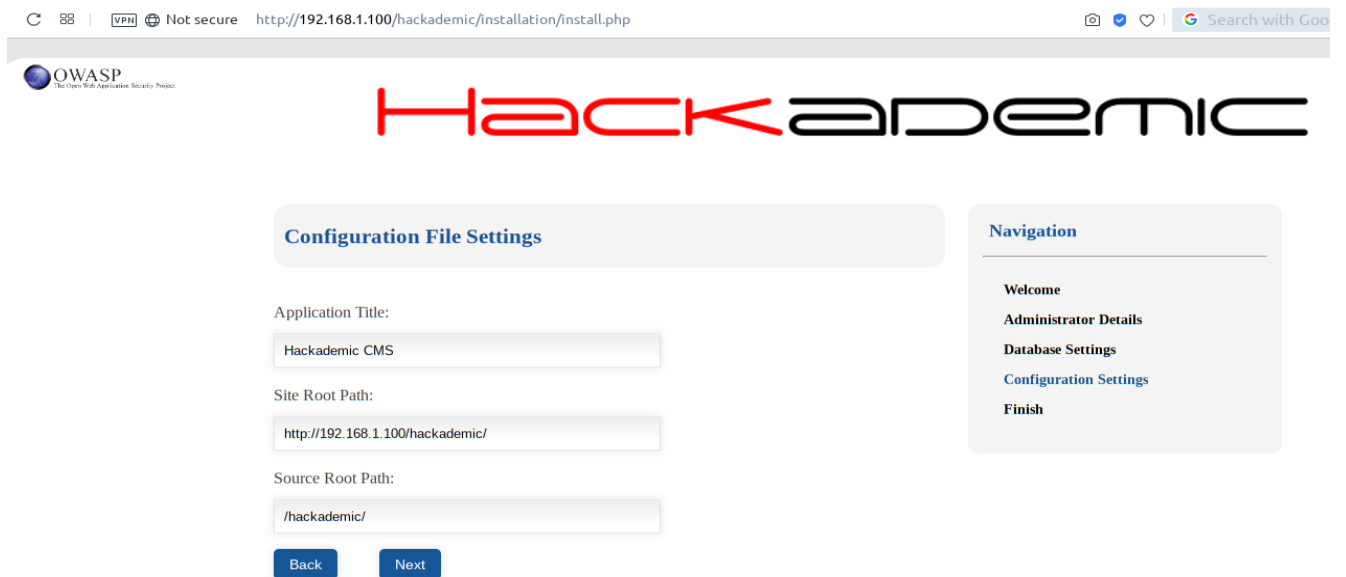 VPN Not secure http://192.168.1.100/hackademic/installation/install.php
G Search with Goo
OWASP
The Open Web Application Security Project
Hackademic
Configuration File Settings
Application Title:
Hackademic CMS
Site Root Path:
http://192.168.1.100/hackademic/
Source Root Path:
/hackademic/
Back Next
Navigation
Welcome
Administrator Details
Database Settings
Configuration Settings
Finish